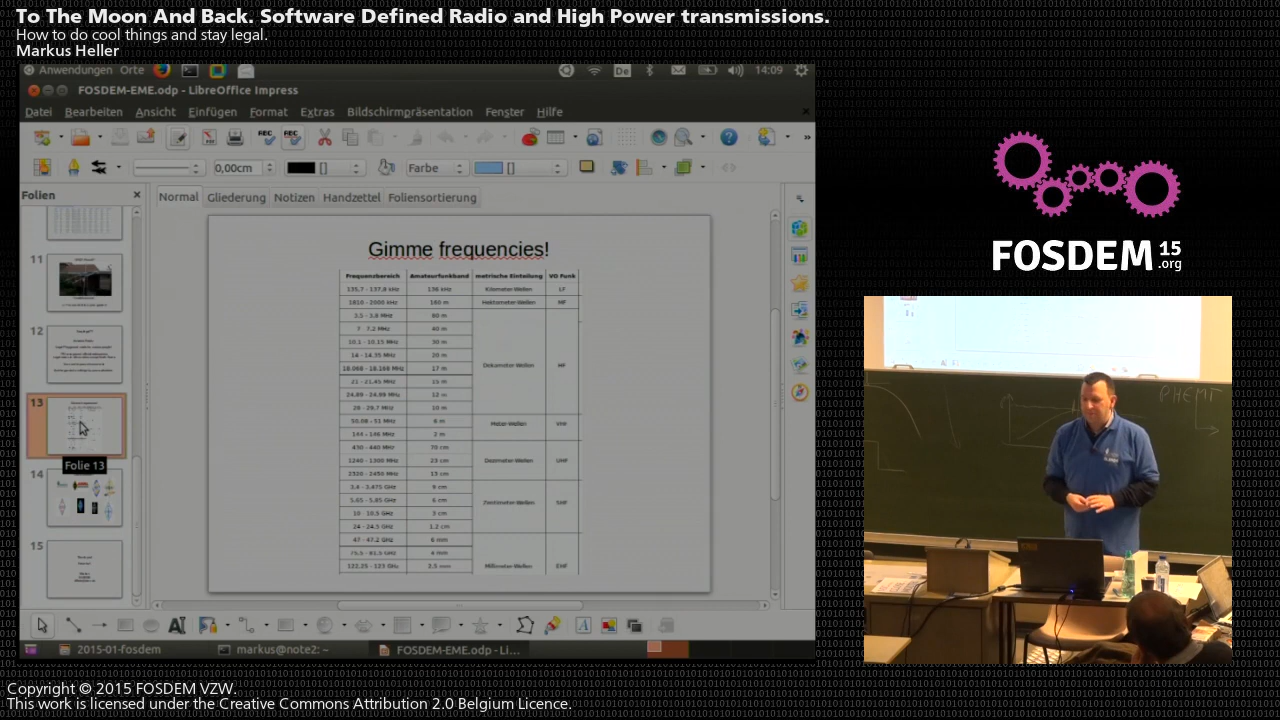 To The Moon And Back. Software Defined Radio and High Power transmissions.
How to do cool things and stay legal.
Markus Heller
Anwendungen Orte De 14:09
FOSDEM-EME.odp - LibreOffice Impress
Datei Bearbeiten Ansicht Einfügen Format Extras Bildschirmpräsentation Fenster Hilfe
0,00cm Farbe
Folien
Normal Gliederung Notizen Handzettel Foliensortierung
11
12
13
Folie 13
14
15
Gimme frequencies!
Frequenzbereich Amateurfunkband metrische Einteilung VO Funk
135,7 - 137,8 kHz 136 kHz Kilometer-Wellen LF
1810 - 2000 kHz 160 m Hektometer-Wellen MF
3,5 - 3,8 MHz 80 m
7 - 7,2 MHz 40 m
10,1 - 10,15 MHz 30 m
14 - 14,35 MHz 20 m
Dekameter-Wellen HF
18,068 - 18,168 MHz 17 m
21 - 21,45 MHz 15 m
24,89 - 24,99 MHz 12 m
28 - 29,7 MHz 10 m
50,08 - 51 MHz 6 m
Meter-Wellen VHF
144 - 146 MHz 2 m
430 - 440 MHz 70 cm
1240 - 1300 MHz 23 cm
Dezimeter-Wellen UHF
2320 - 2450 MHz 13 cm
3,4 - 3,475 GHz 9 cm
5,65 - 5,85 GHz 6 cm
Zentimeter-Wellen SHF
10 - 10,5 GHz 3 cm
24 - 24,5 GHz 1,2 cm
47 - 47,2 GHz 6 mm
75,5 - 81,5 GHz 4 mm
122,25 - 123 GHz 2,5 mm Millimeter-Wellen EHF
2015-01-fosdem markus@note2: ~ FOSDEM-EME.odp - Li...
FOSDEM 15
.org
PHEMT
Copyright © 2015 FOSDEM VZW.
This work is licensed under the Creative Commons Attribution 2.0 Belgium Licence.